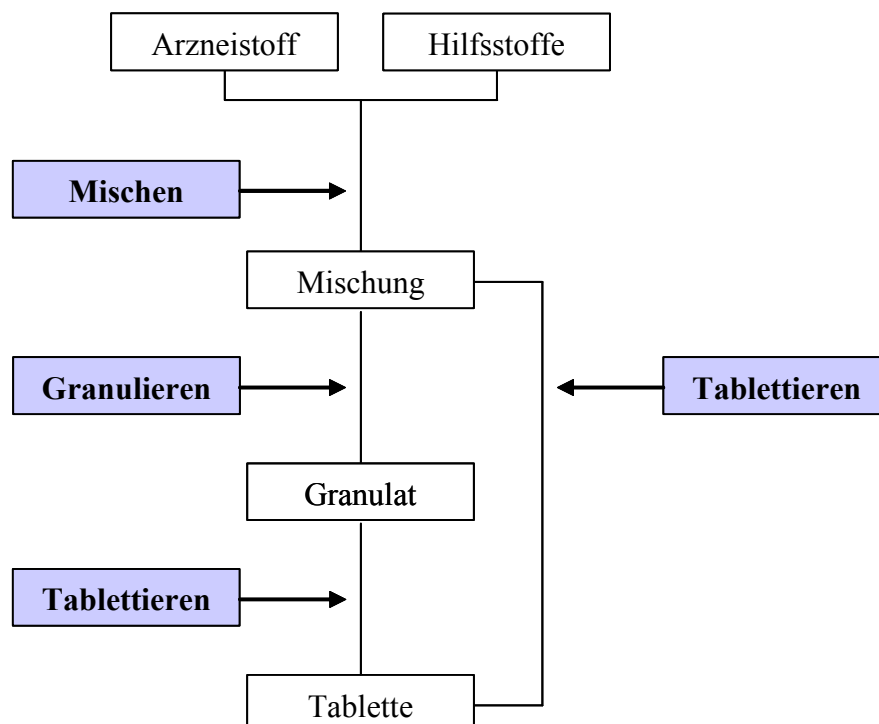 Arzneistoff
Hilfsstoffe
Mischen
Mischung
Granulieren
Tablettieren
Granulat
Tablettieren
Tablette